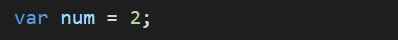 var num = 2;